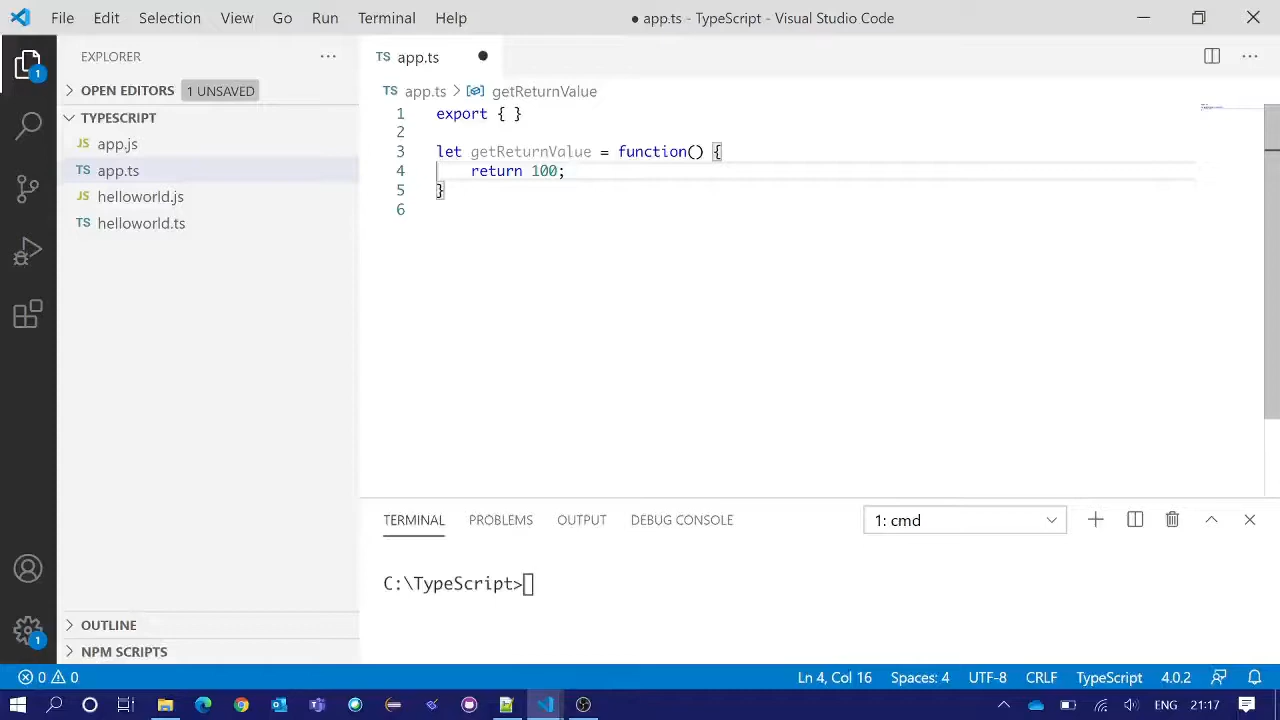 File Edit Selection View Go Run Terminal Help
● app.ts - TypeScript - Visual Studio Code
EXPLORER
OPEN EDITORS 1 UNSAVED
TYPESCRIPT
JS app.js
TS app.ts
JS helloworld.js
TS helloworld.ts
OUTLINE
NPM SCRIPTS
1
1
TS app.ts
TS app.ts > getReturnValue
1 export { }
2
3 let getReturnValue = function() {
4 return 100;
5 }
6
TERMINAL PROBLEMS OUTPUT DEBUG CONSOLE 1: cmd
C:\TypeScript>
0 0 Ln 4, Col 16 Spaces: 4 UTF-8 CRLF TypeScript 4.0.2
ENG 21:17